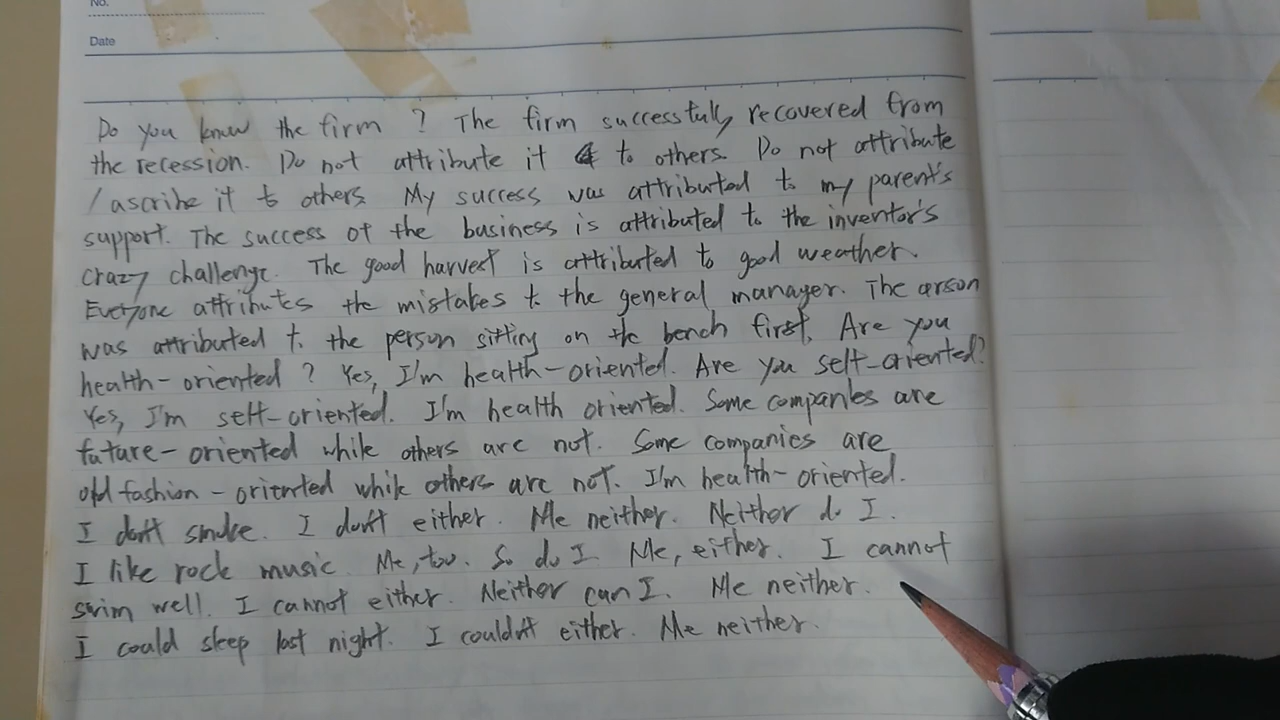 No.
Date
Do you know the firm ? The firm successfully recovered from
the recession. Do not attribute it to others. Do not attribute
/ ascribe it to others. My success was attributed to my parent's
support. The success of the business is attributed to the inventor's
crazy challenge. The good harvest is attributed to good weather.
Everyone attributes the mistakes to the general manager. The arson
was attributed to the person sitting on the bench first. Are you
health-oriented ? Yes, I'm health-oriented. Are you self-oriented?
Yes, I'm self-oriented. I'm health oriented. Some companies are
future-oriented while others are not. Some companies are
old fashion-oriented while others are not. I'm health-oriented.
I don't smoke. I don't either. Me neither. Neither do I.
I like rock music. Me, too. So do I. Me, either. I cannot
swim well. I cannot either. Neither can I. Me neither.
I could sleep last night. I couldn't either. Me neither.